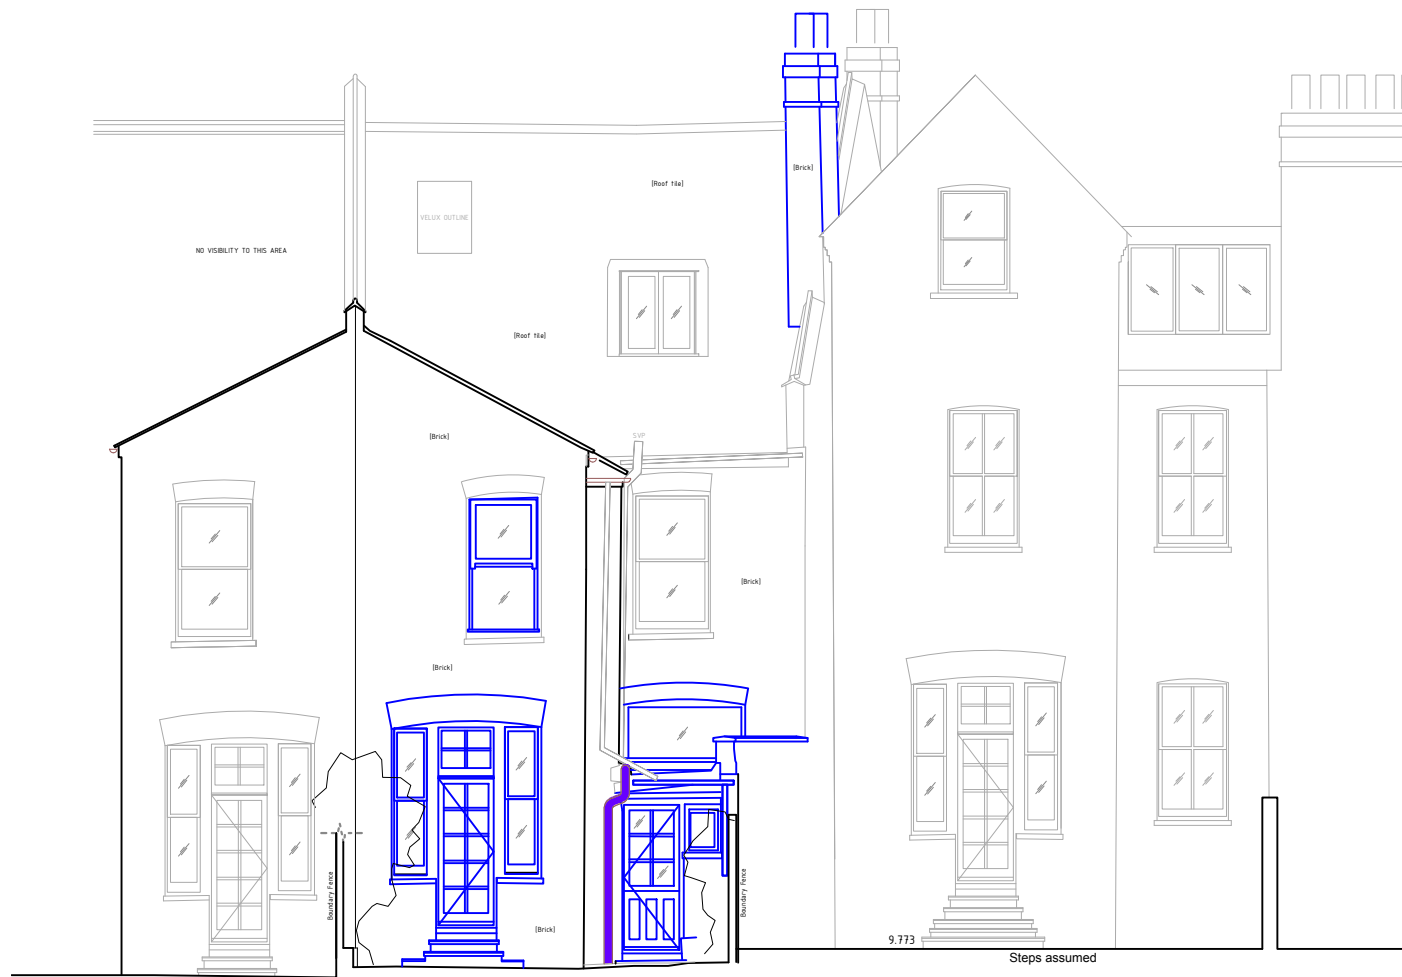 [Brick]
[Roof tile]
VELUX OUTLINE
NO VISIBILITY TO THIS AREA
[Roof tile]
[Brick]
SVP
[Brick]
[Brick]
Boundary Fence
Boundary Fence
[Brick]
9.773
Steps assumed